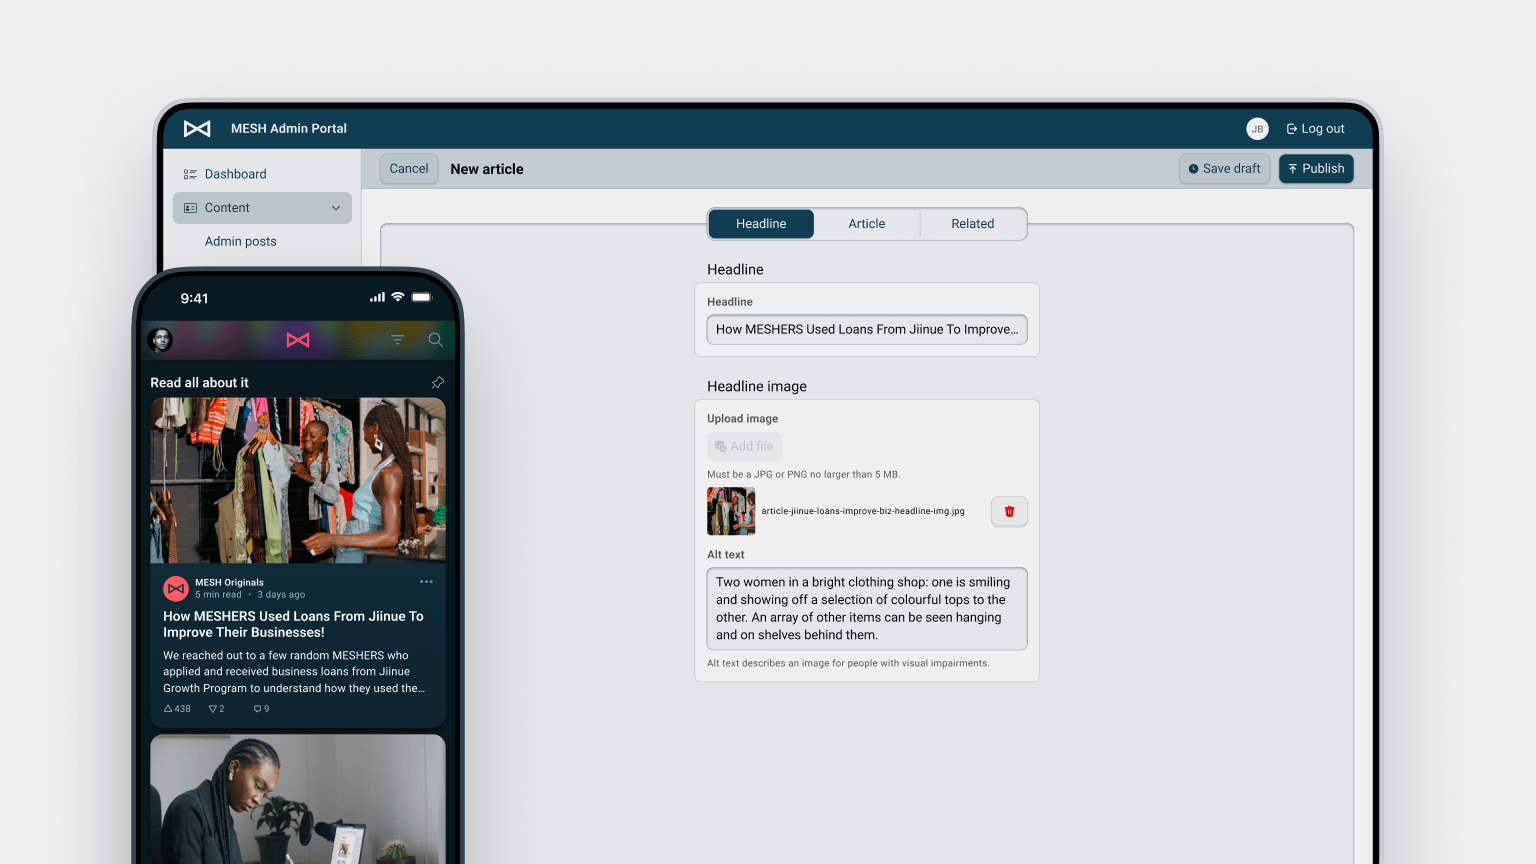 MESH Admin Portal
JB
Log out
Dashboard
Content
Admin posts
Cancel
New article
Save draft
Publish
Headline
Article
Related
Headline
Headline
How MESHERS Used Loans From Jiinue To Improve...
Headline image
Upload image
Add file
Must be a JPG or PNG no larger than 5 MB.
article-jiinue-loans-improve-biz-headline-img.jpg
Alt text
Two women in a bright clothing shop: one is smiling
and showing off a selection of colourful tops to the
other. An array of other items can be seen hanging
and on shelves behind them.
Alt text describes an image for people with visual impairments.
9:41
Read all about it
MESH Originals
5 min read • 3 days ago
How MESHERS Used Loans From Jiinue To
Improve Their Businesses!
We reached out to a few random MESHERS who
applied and received business loans from Jiinue
Growth Program to understand how they used the...
438
2
9